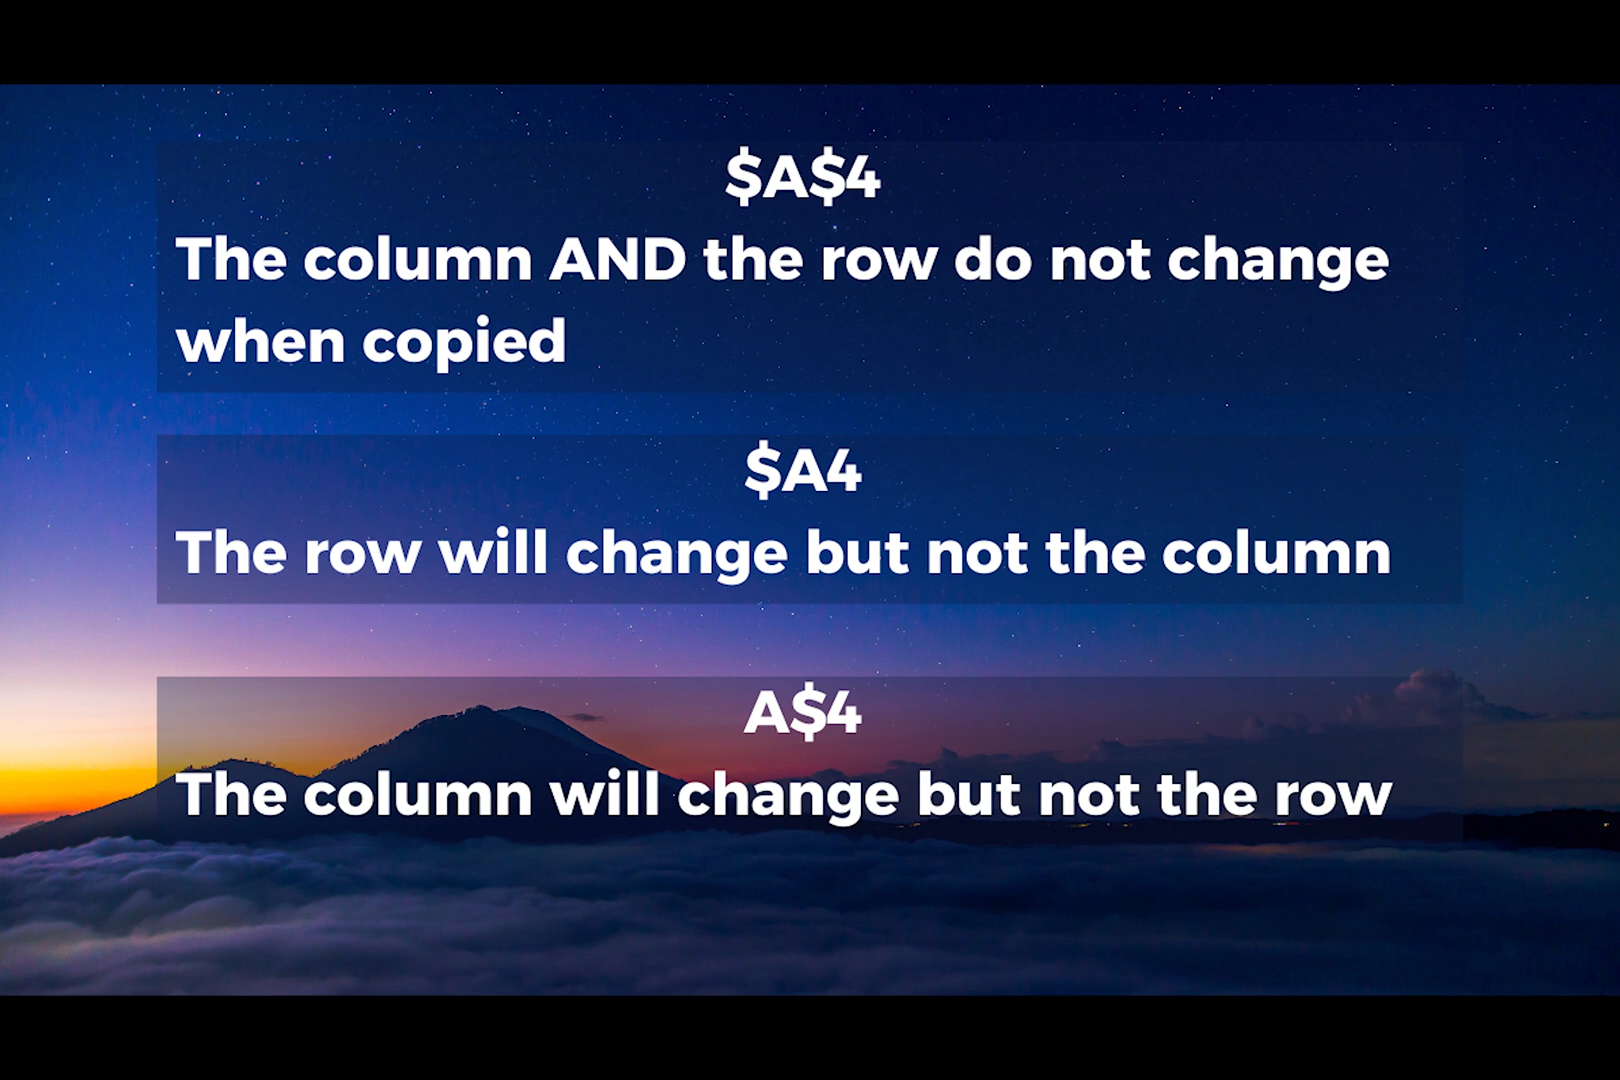 $A$4
The column AND the row do not change
when copied
$A4
The row will change but not the column
A$4
The column will change but not the row